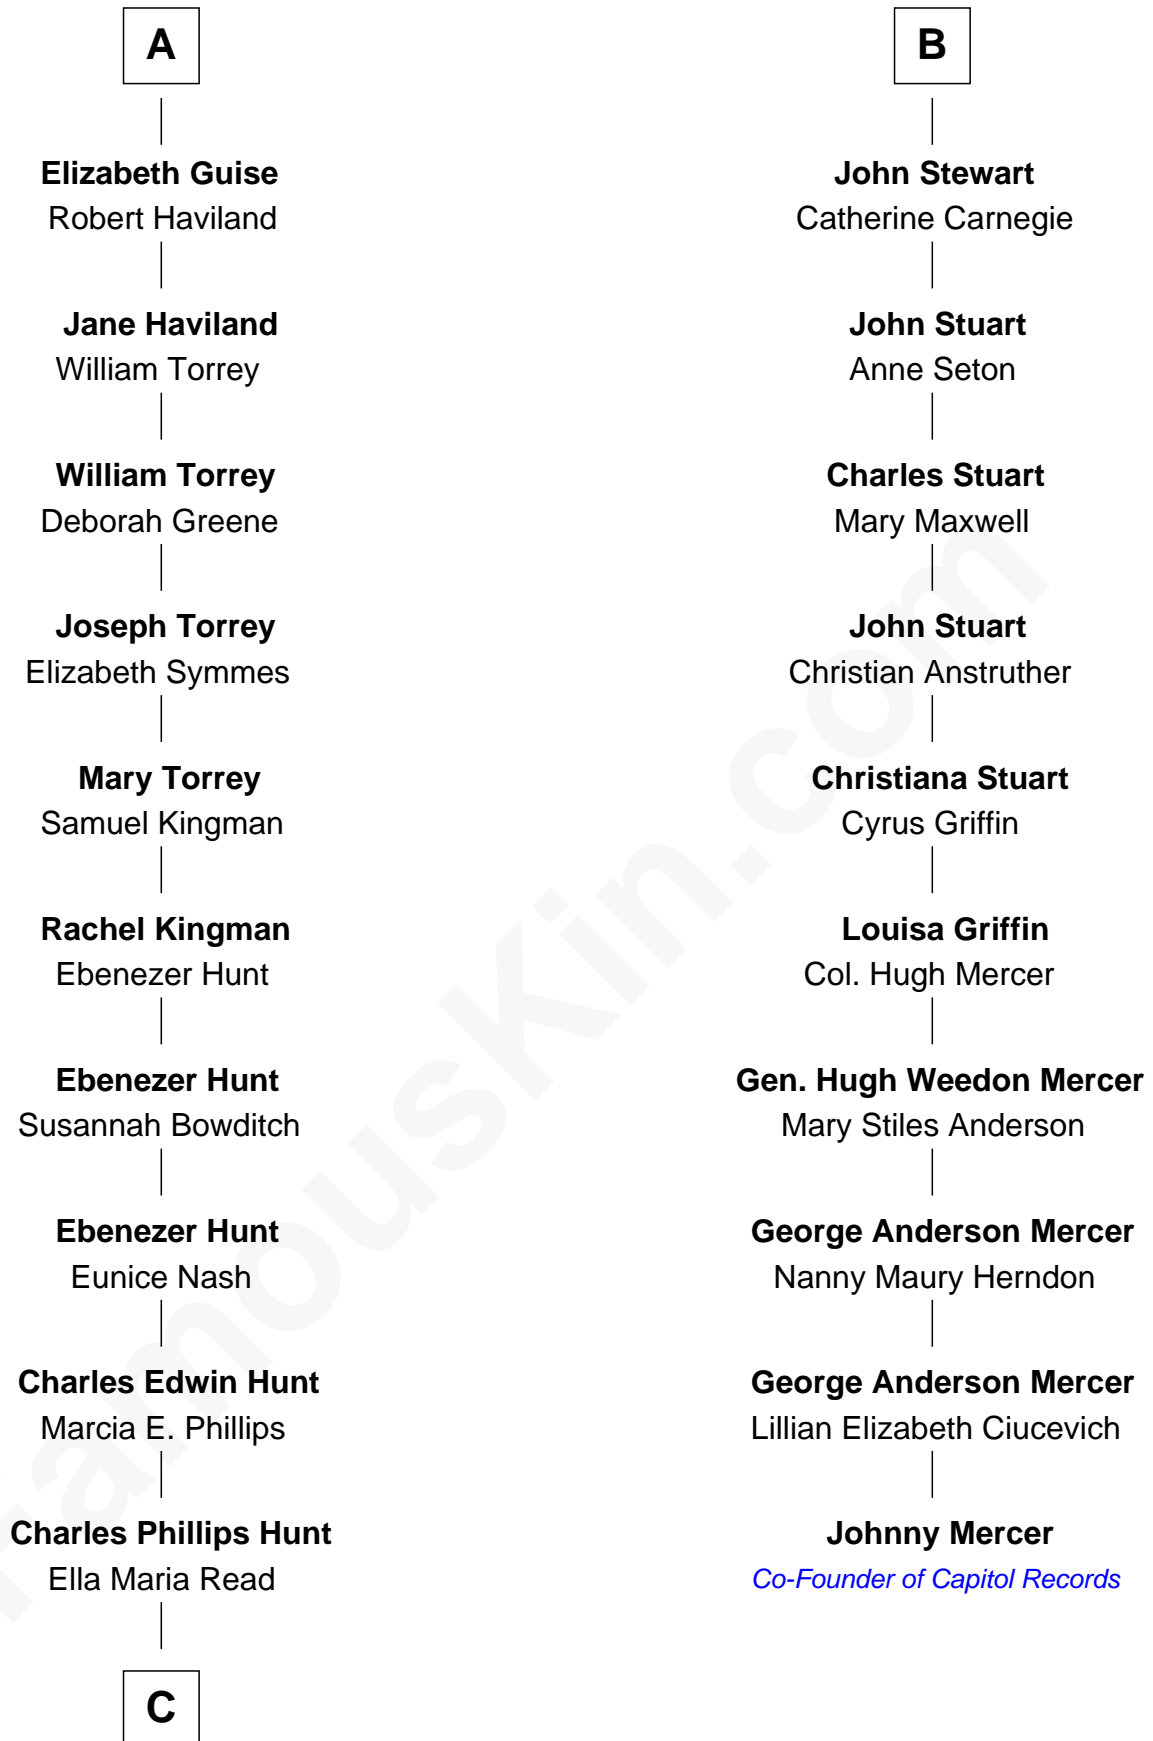 A
Elizabeth Guise
Robert Haviland
Jane Haviland
William Torrey
William Torrey
Deborah Greene
Joseph Torrey
Elizabeth Symmes
Mary Torrey
Samuel Kingman
Rachel Kingman
Ebenezer Hunt
Ebenezer Hunt
Susannah Bowditch
Ebenezer Hunt
Eunice Nash
Charles Edwin Hunt
Marcia E. Phillips
Charles Phillips Hunt
Ella Maria Read
C
B
John Stewart
Catherine Carnegie
John Stuart
Anne Seton
Charles Stuart
Mary Maxwell
John Stuart
Christian Anstruther
Christiana Stuart
Cyrus Griffin
Louisa Griffin
Col. Hugh Mercer
Gen. Hugh Weedon Mercer
Mary Stiles Anderson
George Anderson Mercer
Nanny Maury Herndon
George Anderson Mercer
Lillian Elizabeth Ciucevich
Johnny Mercer
Co-Founder of Capitol Records
FamousKin.com